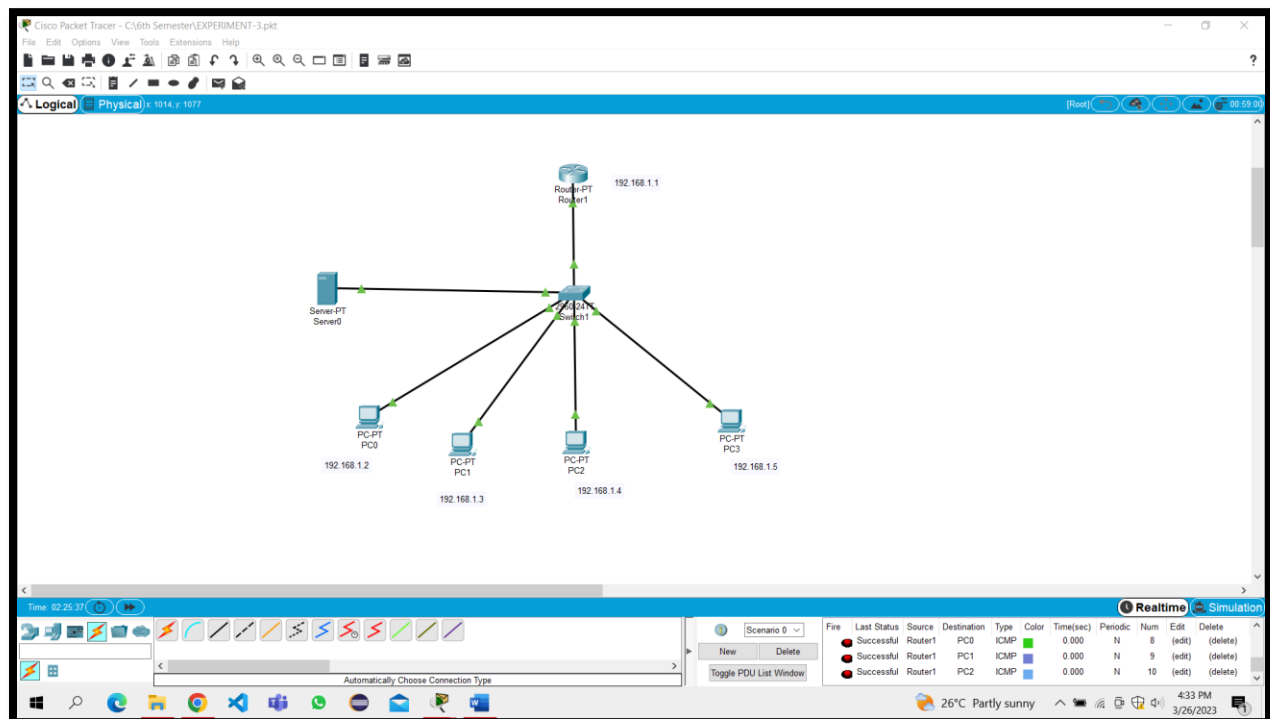 Cisco Packet Tracer - C:\6th Semester\EXPERIMENT-3.pkt
File Edit Options View Tools Extensions Help
?
Logical Physical x: 1014, y: 1077 [Root] 00:59:00
Router-PT
Router1
192.168.1.1
Server-PT
Server0
2960-24TT
Switch1
PC-PT
PC0
192.168.1.2
PC-PT
PC1
192.168.1.3
PC-PT
PC2
192.168.1.4
PC-PT
PC3
192.168.1.5
Time: 02:25:37 Realtime Simulation
Scenario 0
New Delete
Toggle PDU List Window
Fire Last Status Source Destination Type Color Time(sec) Periodic Num Edit Delete
Successful Router1 PC0 ICMP 0.000 N 8 (edit) (delete)
Successful Router1 PC1 ICMP 0.000 N 9 (edit) (delete)
Successful Router1 PC2 ICMP 0.000 N 10 (edit) (delete)
Automatically Choose Connection Type
26°C Partly sunny
4:33 PM
3/26/2023
1